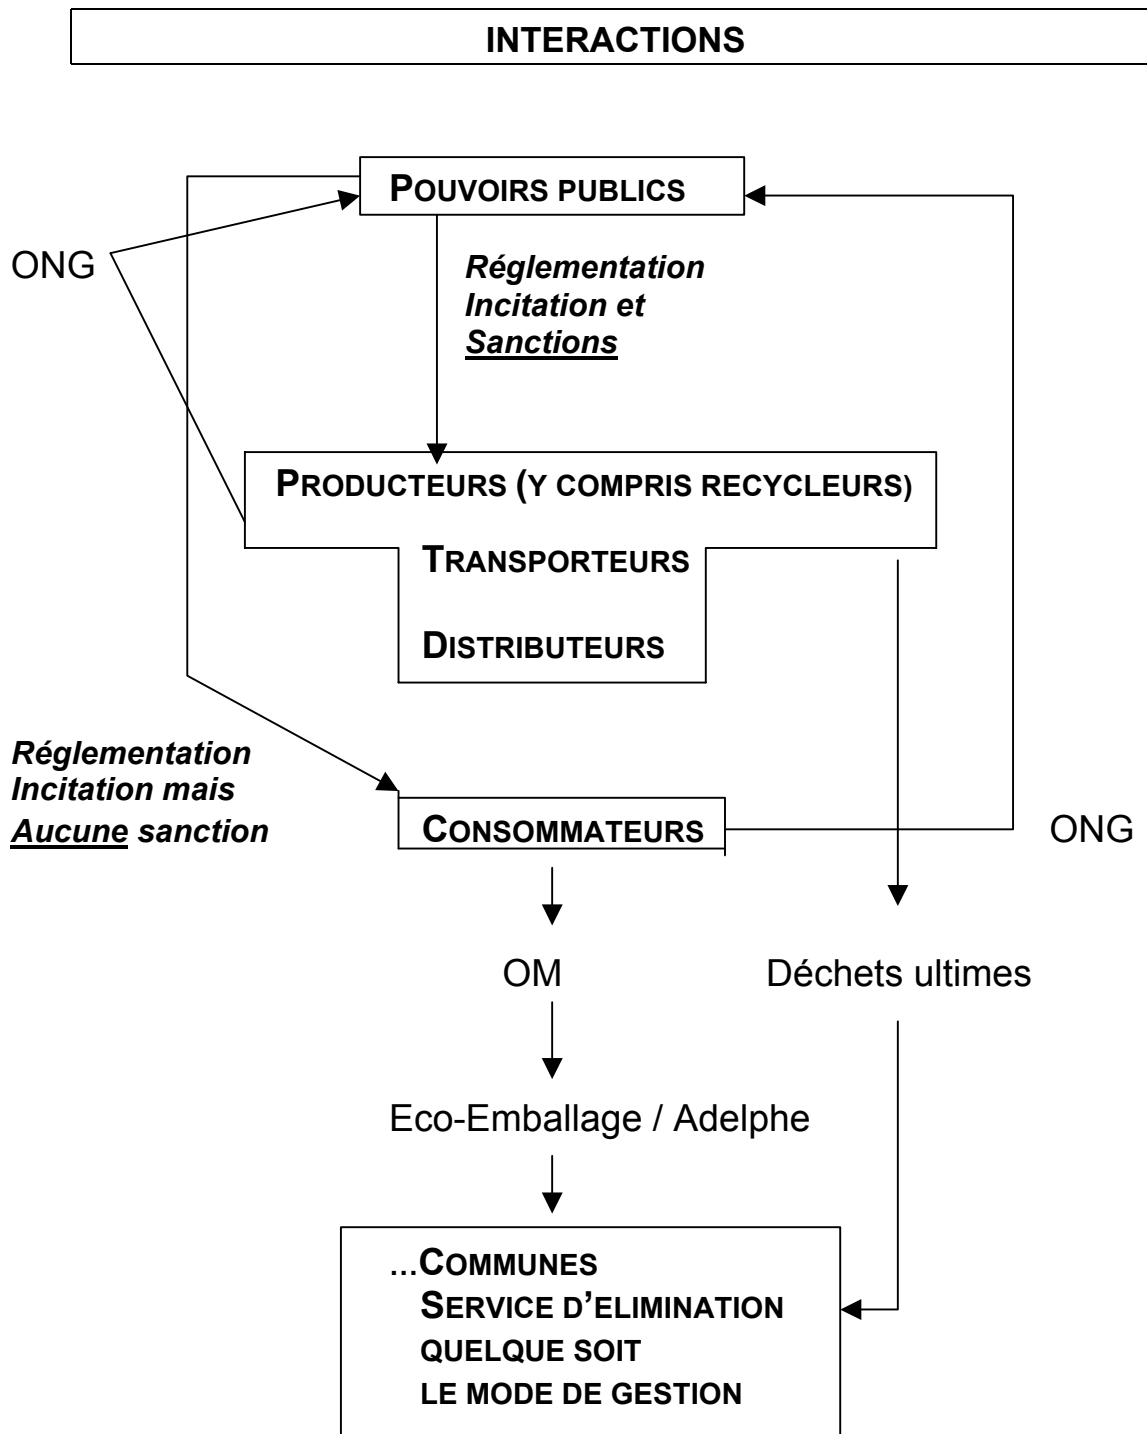 INTERACTIONS
POUVOIRS PUBLICS
ONG
Réglementation
Incitation et
Sanctions
PRODUCTEURS (Y COMPRIS RECYCLEURS)
TRANSPORTEURS
DISTRIBUTEURS
Réglementation
Incitation mais
Aucune sanction
CONSOMMATEURS
ONG
OM
Déchets ultimes
Eco-Emballage / Adelphe
...COMMUNES
SERVICE D'ELIMINATION
QUELQUE SOIT
LE MODE DE GESTION